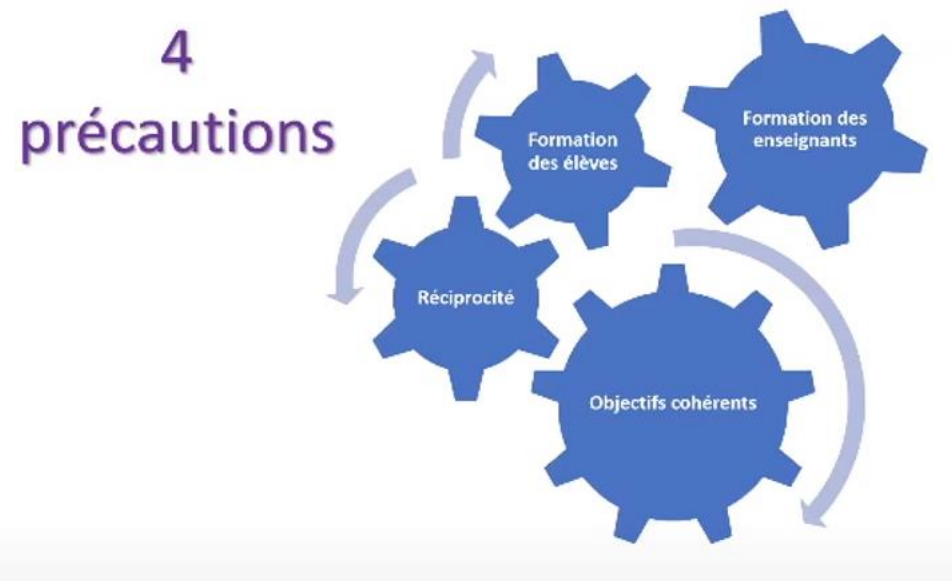 4
précautions
Formation
des élèves
Formation des
enseignants
Réciprocité
Objectifs cohérents